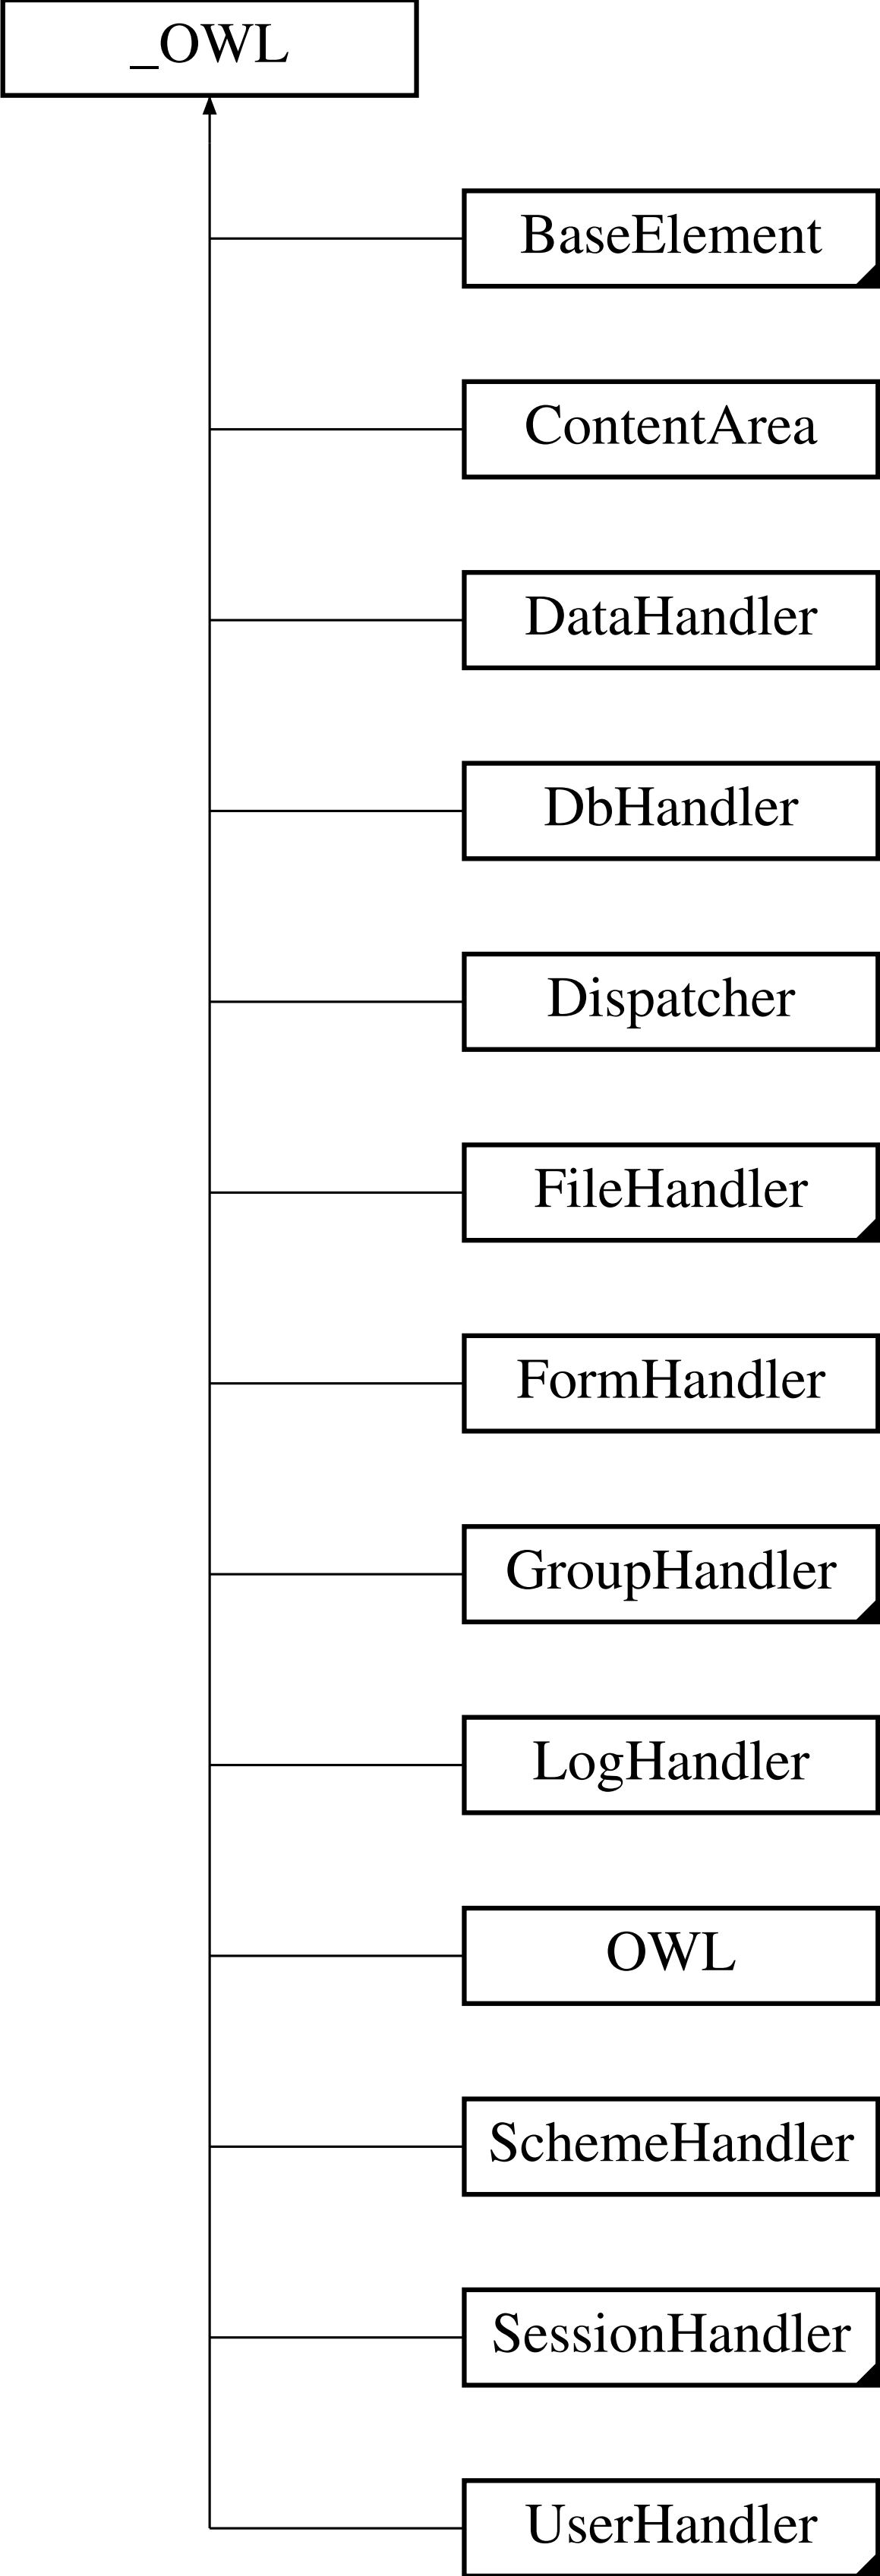 _OWL
BaseElement
ContentArea
DataHandler
DbHandler
Dispatcher
FileHandler
FormHandler
GroupHandler
LogHandler
OWL
SchemeHandler
SessionHandler
UserHandler